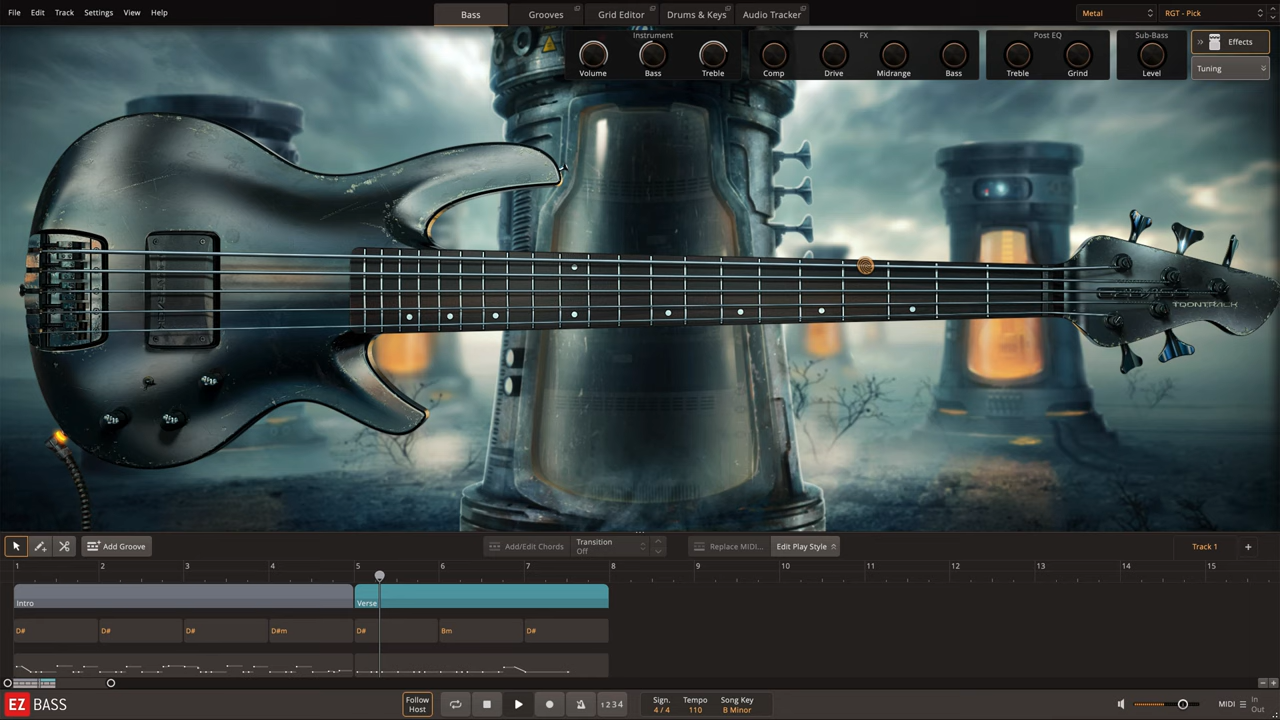 File Edit Track Settings View Help
Bass Grooves Grid Editor Drums & Keys Audio Tracker
Metal RGT - Pick
Instrument FX Post EQ Sub-Bass
Effects
Volume Bass Treble Comp Drive Midrange Bass Treble Grind Level
Tuning
TOONTRACK
Add Groove
Add/Edit Chords
Transition
Off
Replace MIDI...
Edit Play Style
Track 1
1 2 3 4 5 6 7 8 9 10 11 12 13 14 15
Intro Verse
D# D# D# D#m D# Bm D#
EZ BASS
Follow
Host
1 2 3 4
Sign. Tempo Song Key
4 / 4 110 B Minor
MIDI
In
Out